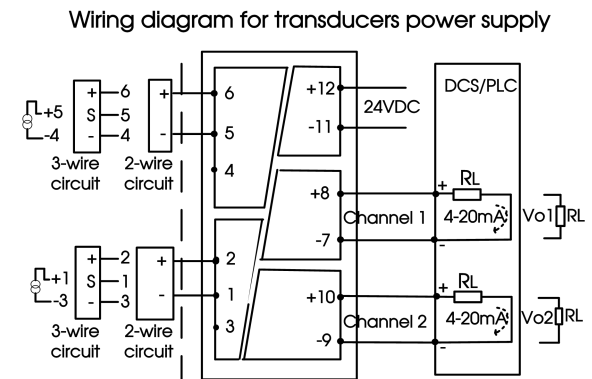 Wiring diagram for transducers power supply
+ 6
S 5
- 4
+5
-4
3-wire
circuit
+
-
2-wire
circuit
6
5
4
+12
-11
24VDC
DCS/PLC
+8
-7
Channel 1
+
-
RL
4-20mA
Vo1 RL
+ 2
S 1
- 3
+1
-3
3-wire
circuit
+
-
2-wire
circuit
2
1
3
+10
-9
Channel 2
+
-
RL
4-20mA
Vo2 RL